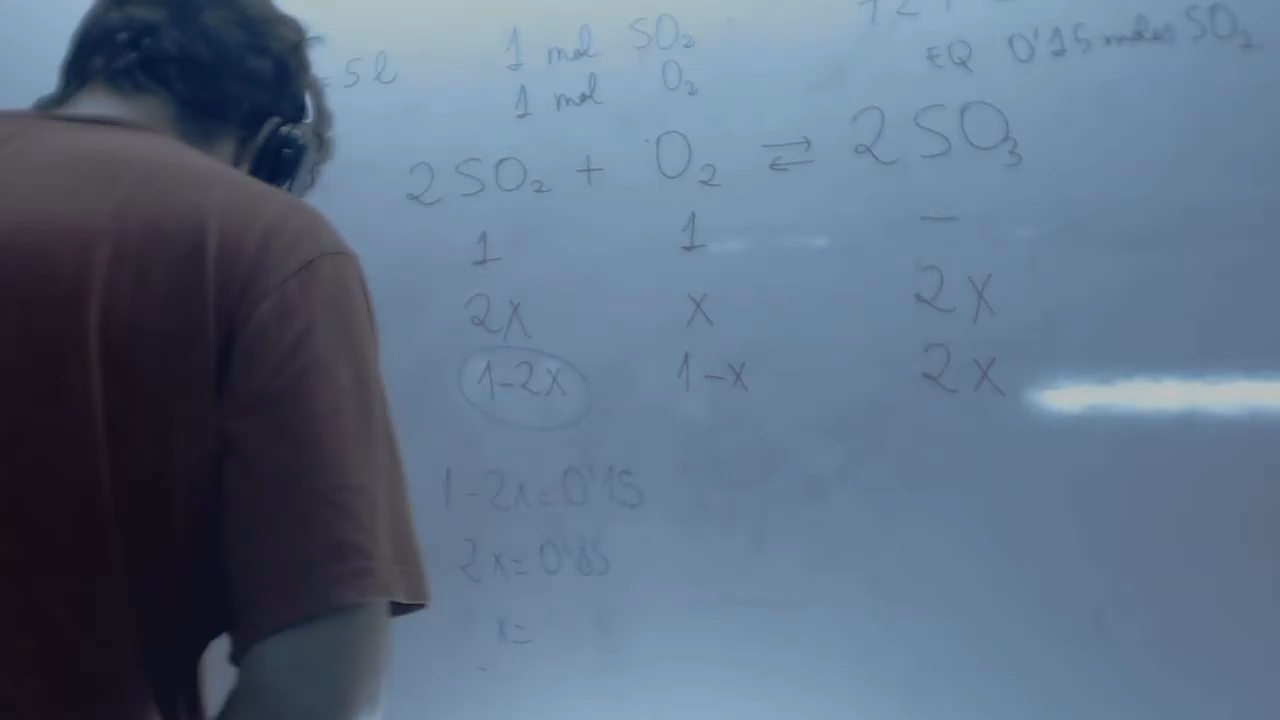 = 5 l
1 mol SO₂
1 mol O₂
EQ 0'15 moles SO₂
2SO₂ + O₂ ⇄ 2SO₃
1 1 −
2x x 2x
1-2x 1-x 2x
1-2x=0'15
2x=0'85
x=